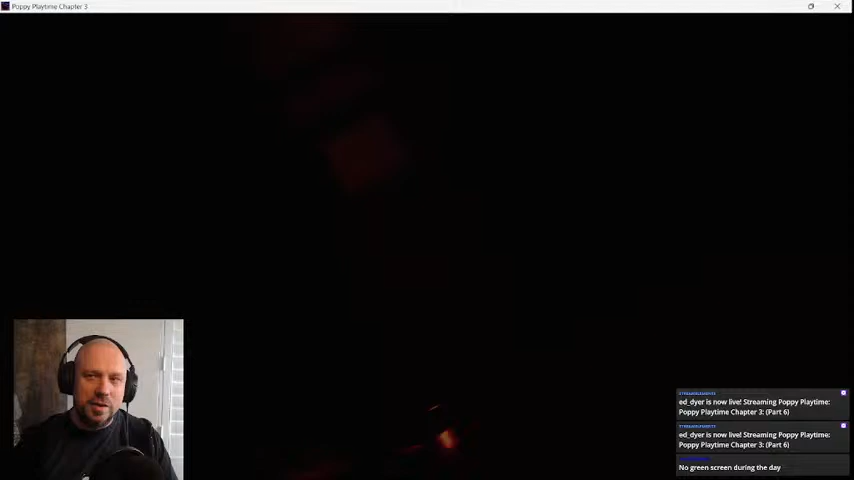 Poppy Playtime Chapter 3
ed_dyer is now live! Streaming Poppy Playtime:
Poppy Playtime Chapter 3: (Part 6)
ed_dyer is now live! Streaming Poppy Playtime:
Poppy Playtime Chapter 3: (Part 6)
No green screen during the day